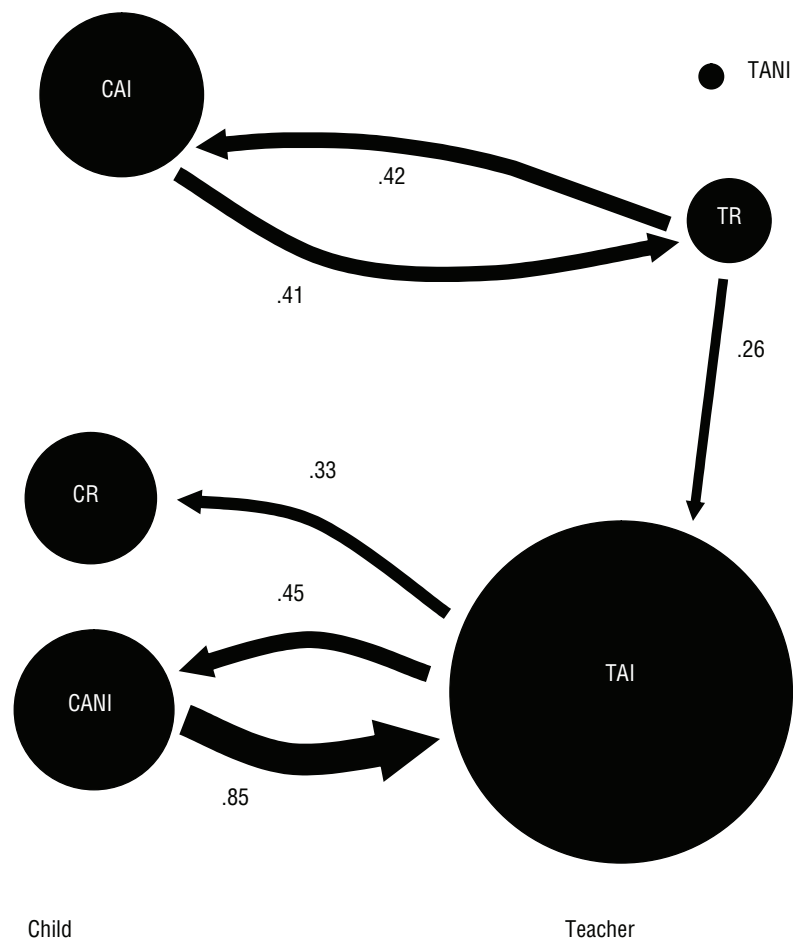 CAI
TANI
.42
TR
.41
.26
.33
CR
.45
TAI
CANI
.85
Child
Teacher